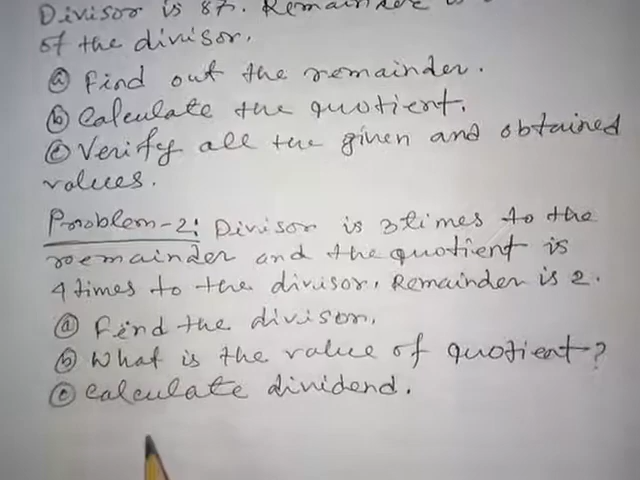 Divisor is 87. Remainder
of the divisor.
(a) Find out the remainder.
(b) Calculate the quotient.
(c) Verify all the given and obtained
values.
Problem-2: Divisor is 3 times to the
remainder and the quotient is
4 times to the divisor. Remainder is 2.
(a) Find the divisor.
(b) What is the value of quotient?
(c) Calculate dividend.